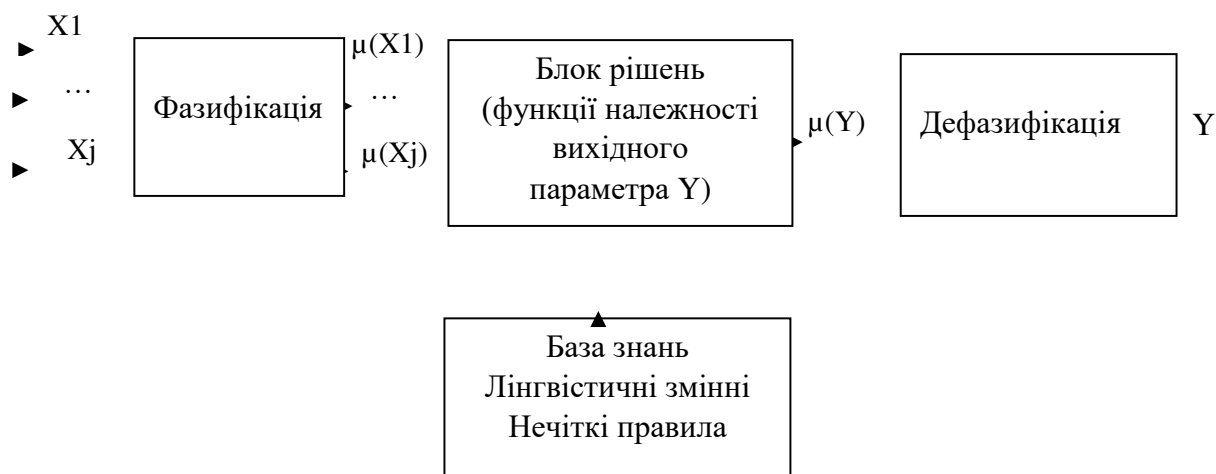 X1
…
Xj
Фазифікація
µ(X1)
…
µ(Xj)
Блок рішень
(функції належності
вихідного
параметра Y)
µ(Y)
Дефазифікація
Y
База знань
Лінгвістичні змінні
Нечіткі правила